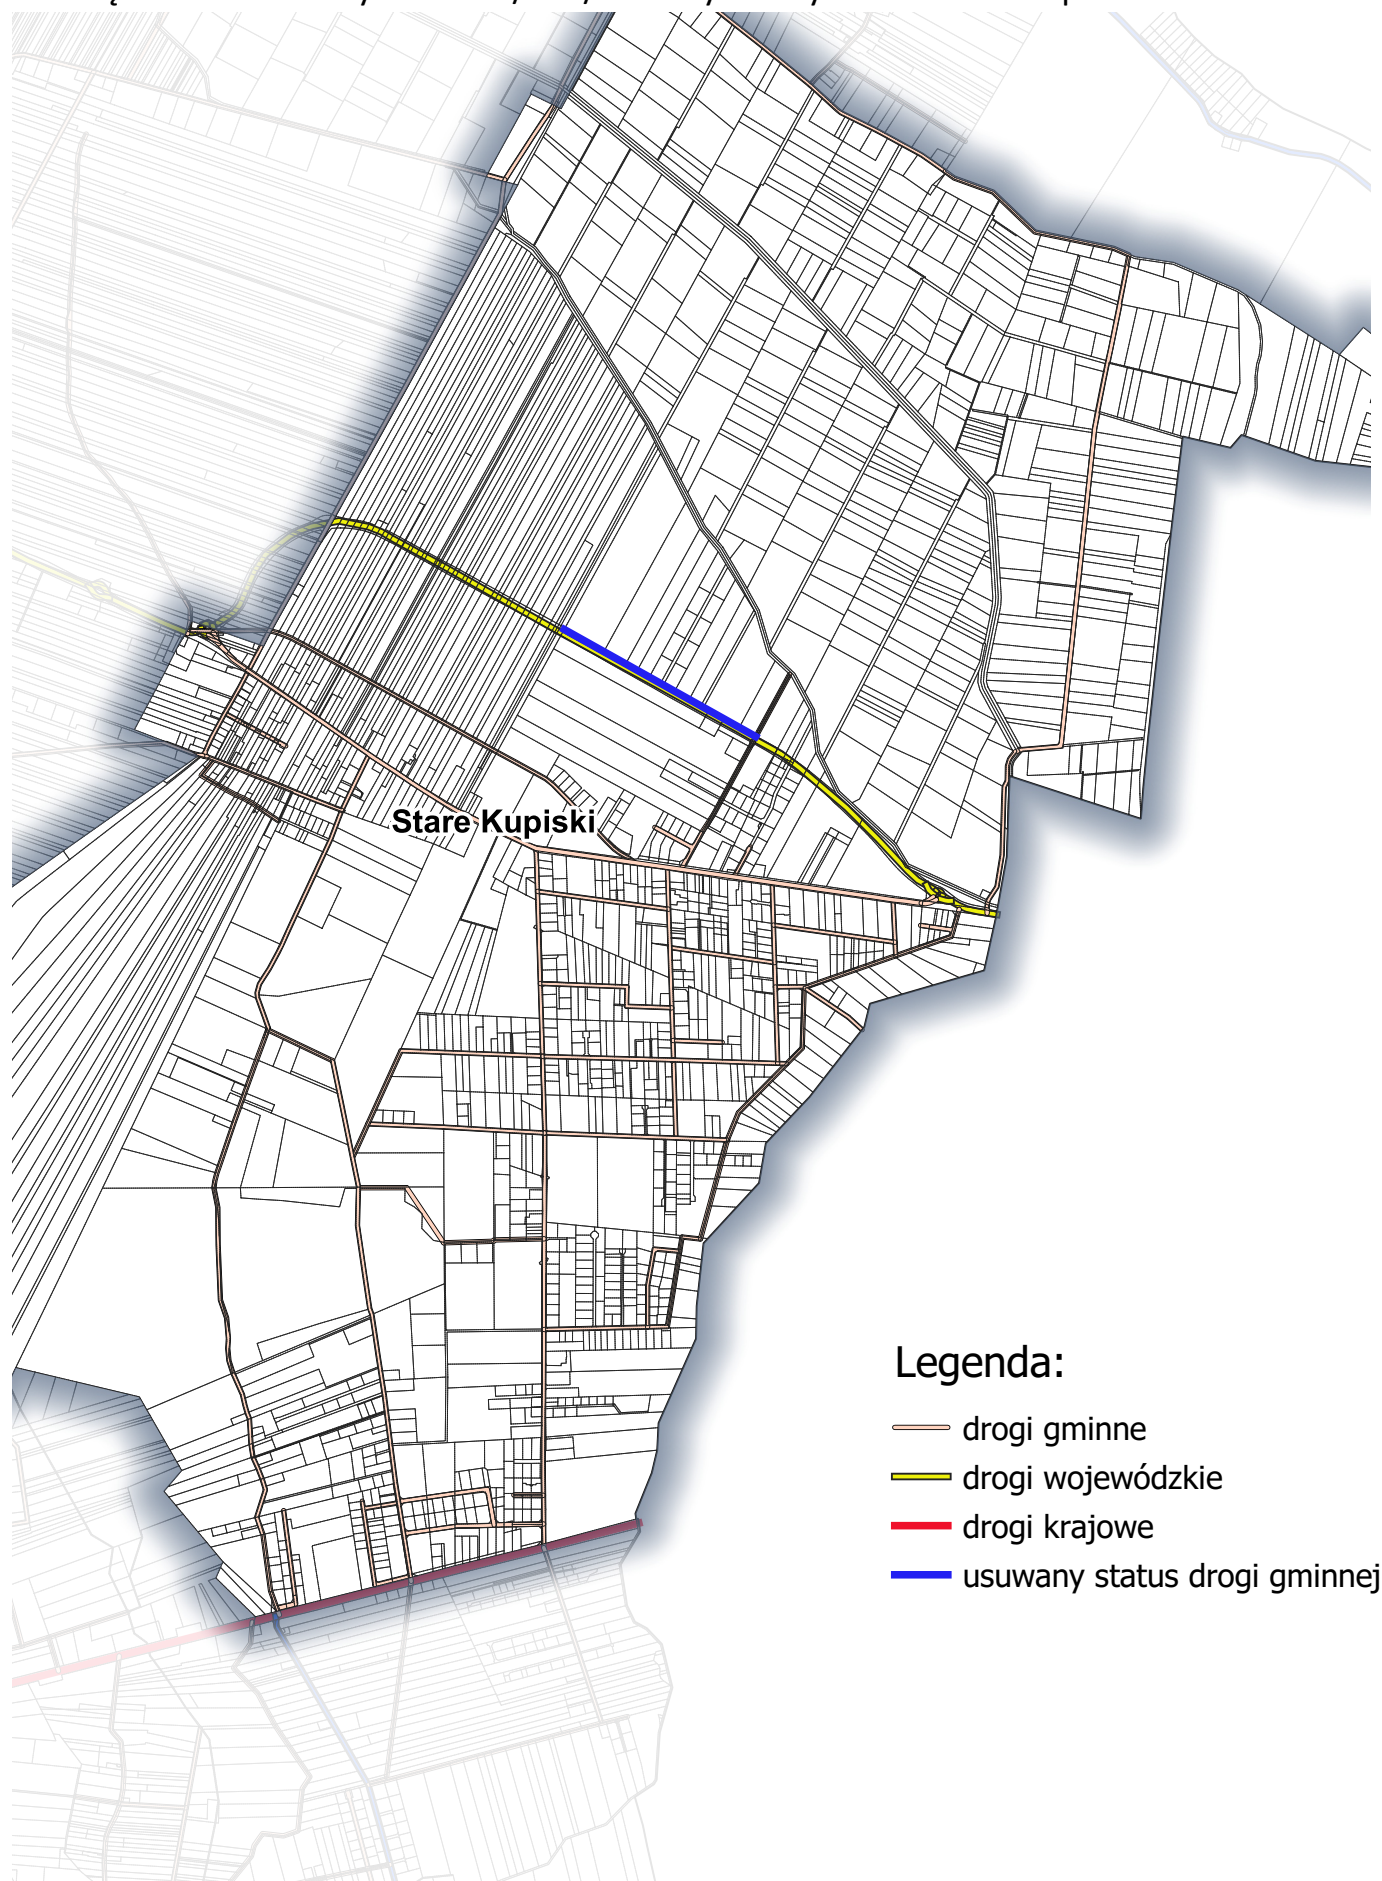 Stare Kupiski
Legenda:
drogi gminne
drogi wojewódzkie
drogi krajowe
usuwany status drogi gminnej